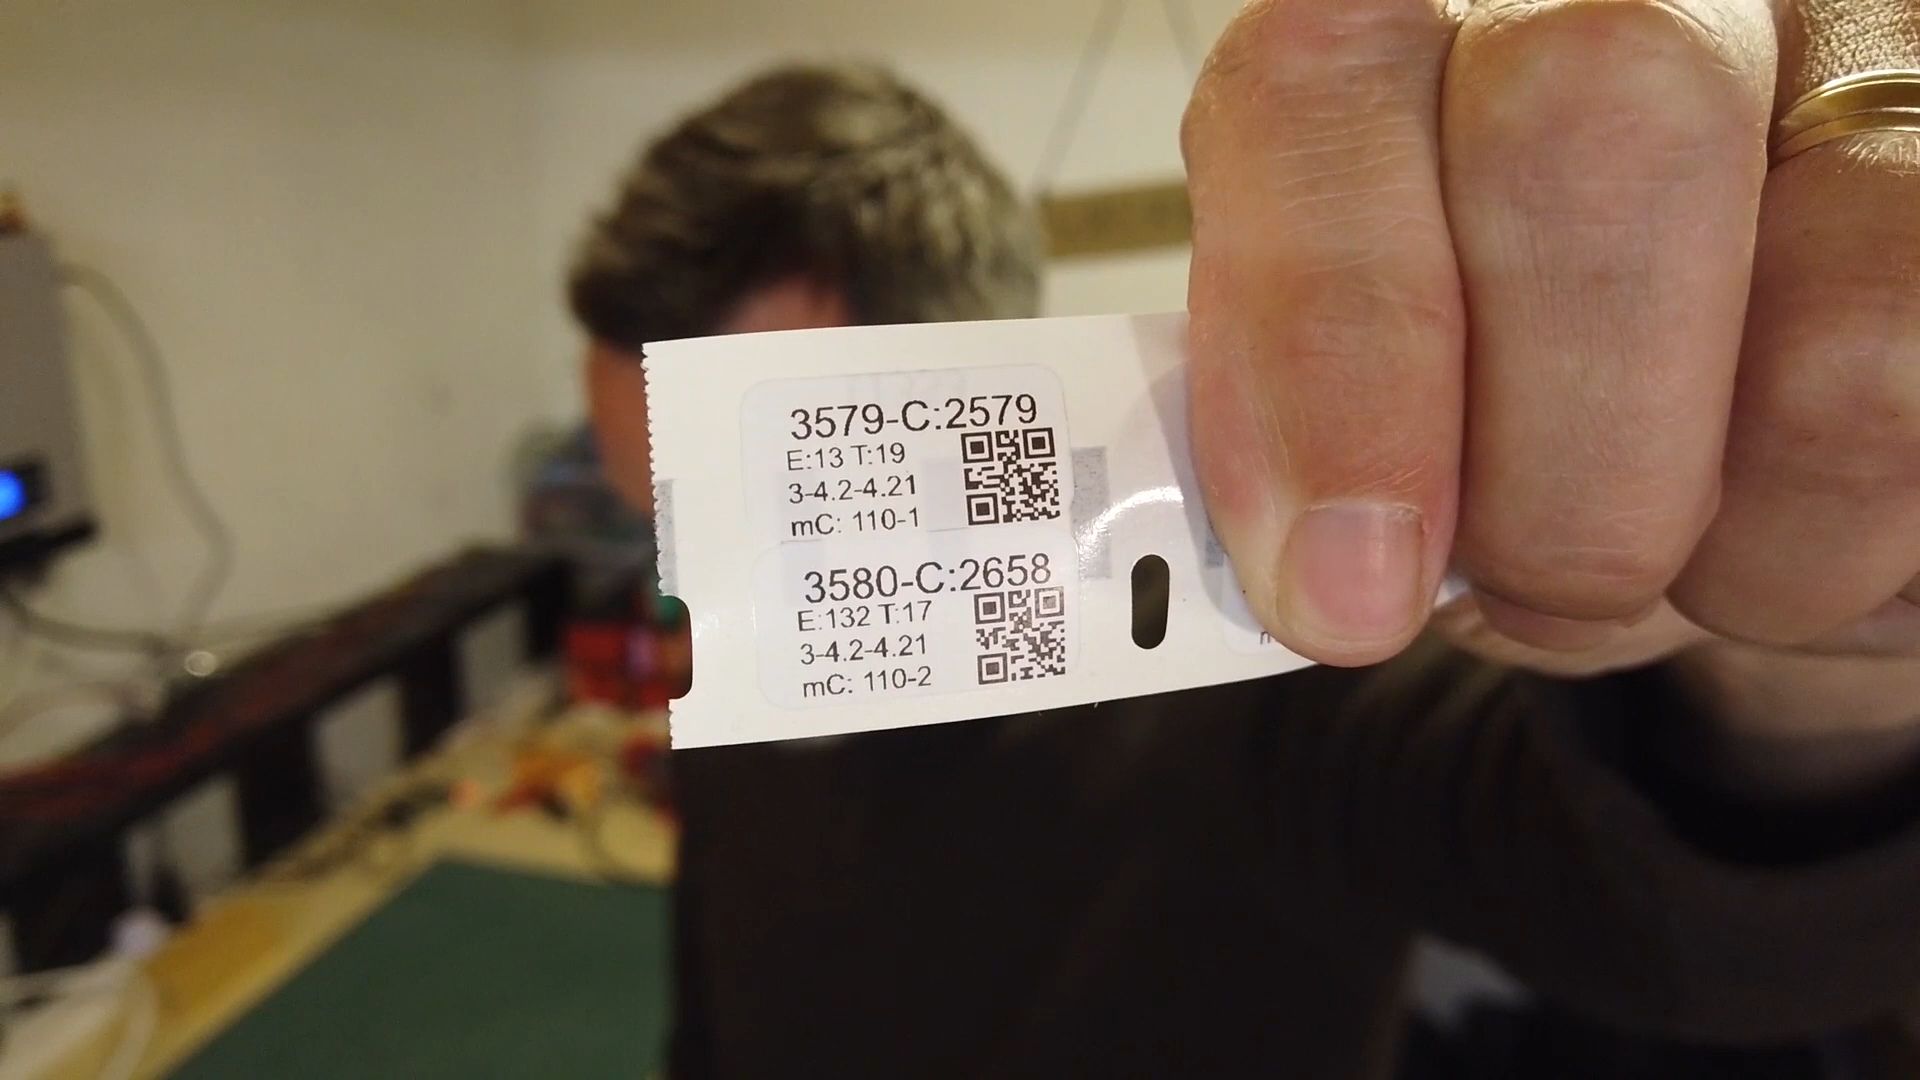 3579-C:2579
E:13 T:19
3-4.2-4.21
mC: 110-1
3580-C:2658
E:132 T:17
3-4.2-4.21
mC: 110-2